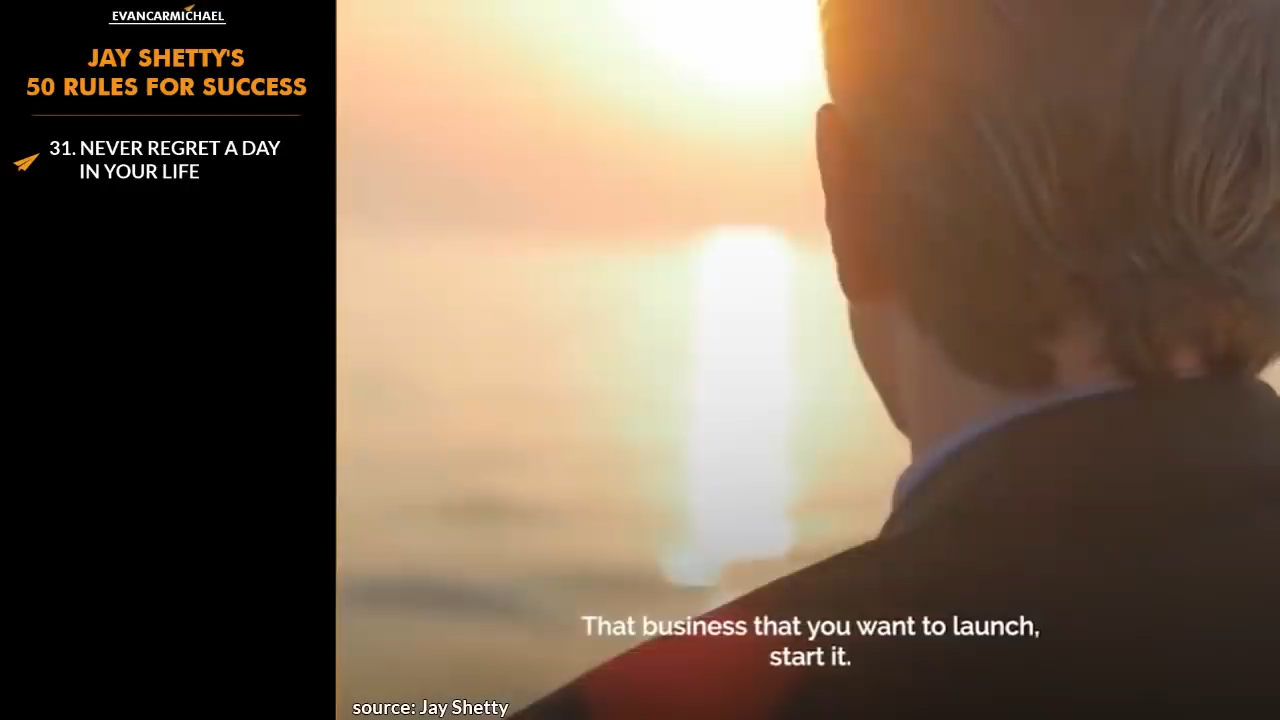 EVANCARMICHAEL
JAY SHETTY'S
50 RULES FOR SUCCESS
31. NEVER REGRET A DAY
IN YOUR LIFE
That business that you want to launch,
start it.
source: Jay Shetty